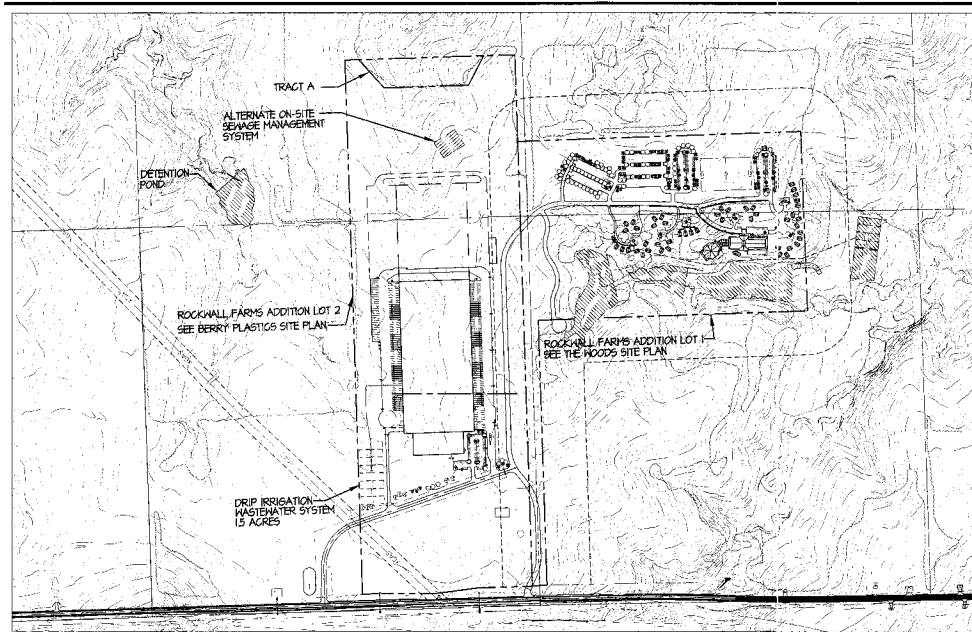 TRACT A
ALTERNATE ON-SITE
SEWAGE MANAGEMENT
SYSTEM
DETENTION
POND
ROCKWALL FARMS ADDITION LOT 2
SEE BERRY PLASTICS SITE PLAN
ROCKWALL FARMS ADDITION LOT 1
SEE THE WOODS SITE PLAN
DRIP IRRIGATION
WASTEWATER SYSTEM
1.5 ACRES